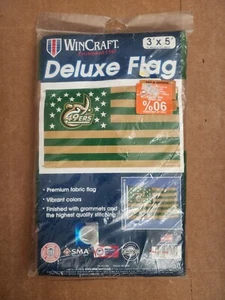 WINCRAFT
3' x 5'
Deluxe Flag
%06
49ERS
• Premium fabric flag
• Vibrant colors
• Finished with grommets and
the highest quality stitching
SMA